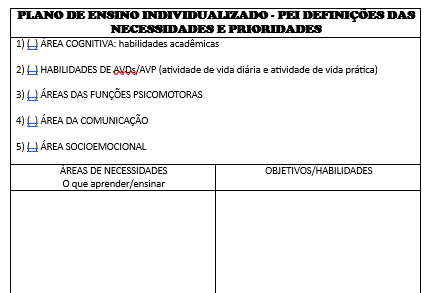 PLANO DE ENSINO INDIVIDUALIZADO - PEI DEFINIÇÕES DAS
NECESSIDADES E PRIORIDADES
1) (_) ÁREA COGNITIVA: habilidades acadêmicas
2) (_) HABILIDADES DE AVDs/AVP (atividade de vida diária e atividade de vida prática)
3) (_) ÁREAS DAS FUNÇÕES PSICOMOTORAS
4) (_) ÁREA DA COMUNICAÇÃO
5) (_) ÁREA SOCIOEMOCIONAL
ÁREAS DE NECESSIDADES
O que aprender/ensinar
OBJETIVOS/HABILIDADES